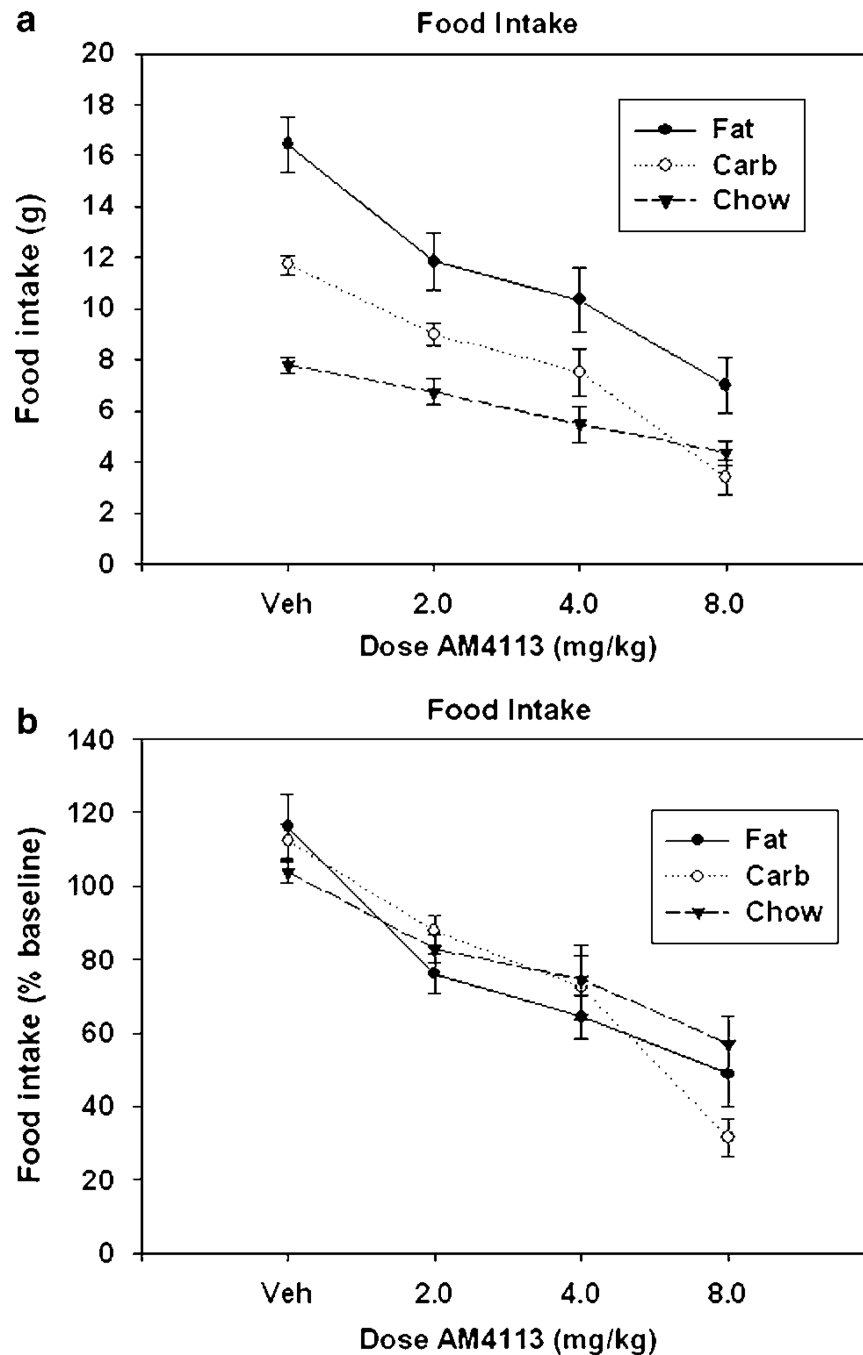 a
Food Intake
20
18
16
14
12
10
8
6
4
2
0
Food intake (g)
Fat
Carb
Chow
Veh 2.0 4.0 8.0
Dose AM4113 (mg/kg)
b
Food Intake
140
120
100
80
60
40
20
0
Food intake (% baseline)
Fat
Carb
Chow
Veh 2.0 4.0 8.0
Dose AM4113 (mg/kg)